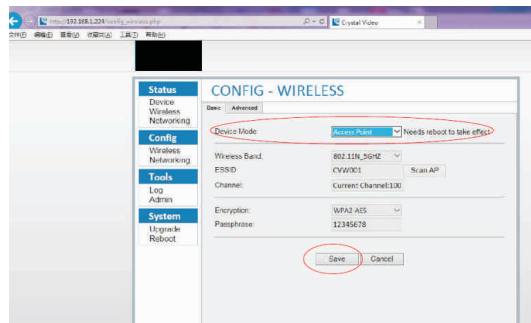 http://192.168.1.224/config_wireless.php
Crystal Video
文件(F) 编辑(E) 查看(V) 收藏夹(A) 工具(T) 帮助(H)
Status
Device
Wireless
Networking
Config
Wireless
Networking
Tools
Log
Admin
System
Upgrade
Reboot
CONFIG - WIRELESS
Basic Advanced
Device Mode: Access Point Needs reboot to take effect
Wireless Band: 802.11N_5GHZ
ESSID CVW001 Scan AP
Channel: Current Channel:100
Encryption: WPA2-AES
Passphrase: 12345678
Save Cancel